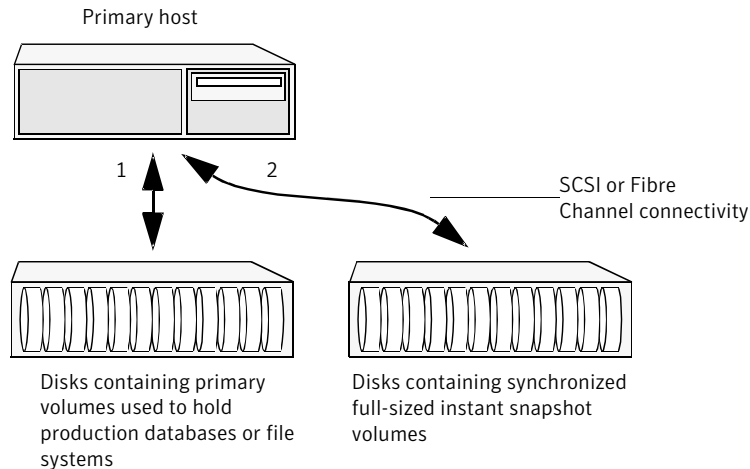 Primary host
1
2
SCSI or Fibre
Channel connectivity
Disks containing primary
volumes used to hold
production databases or file
systems
Disks containing synchronized
full-sized instant snapshot
volumes